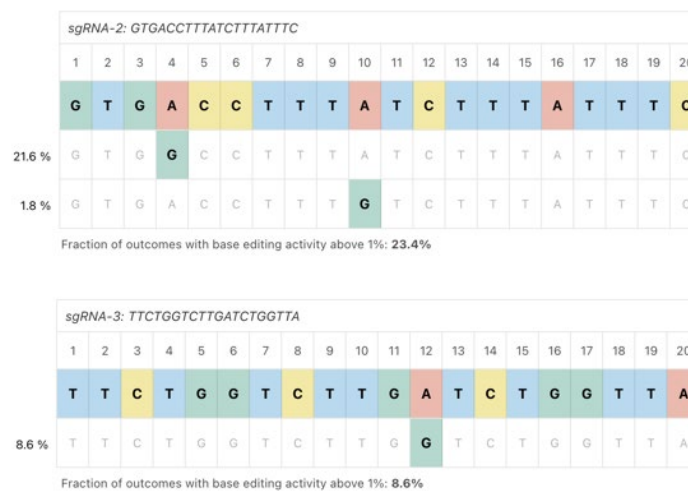 sgRNA-2: GTGACCTTTATCTTTATTTC
1 2 3 4 5 6 7 8 9 10 11 12 13 14 15 16 17 18 19 20
G T G A C C T T T A T C T T T A T T T C
21.6 % G T G G C C T T T A T C T T T A T T T C
1.8 % G T G A C C T T T G T C T T T A T T T C
Fraction of outcomes with base editing activity above 1%: 23.4%
sgRNA-3: TTCTGGTCTTGATCTGGTTA
1 2 3 4 5 6 7 8 9 10 11 12 13 14 15 16 17 18 19 20
T T C T G G T C T T G A T C T G G T T A
8.6 % T T C T G G T C T T G G T C T G G T T A
Fraction of outcomes with base editing activity above 1%: 8.6%